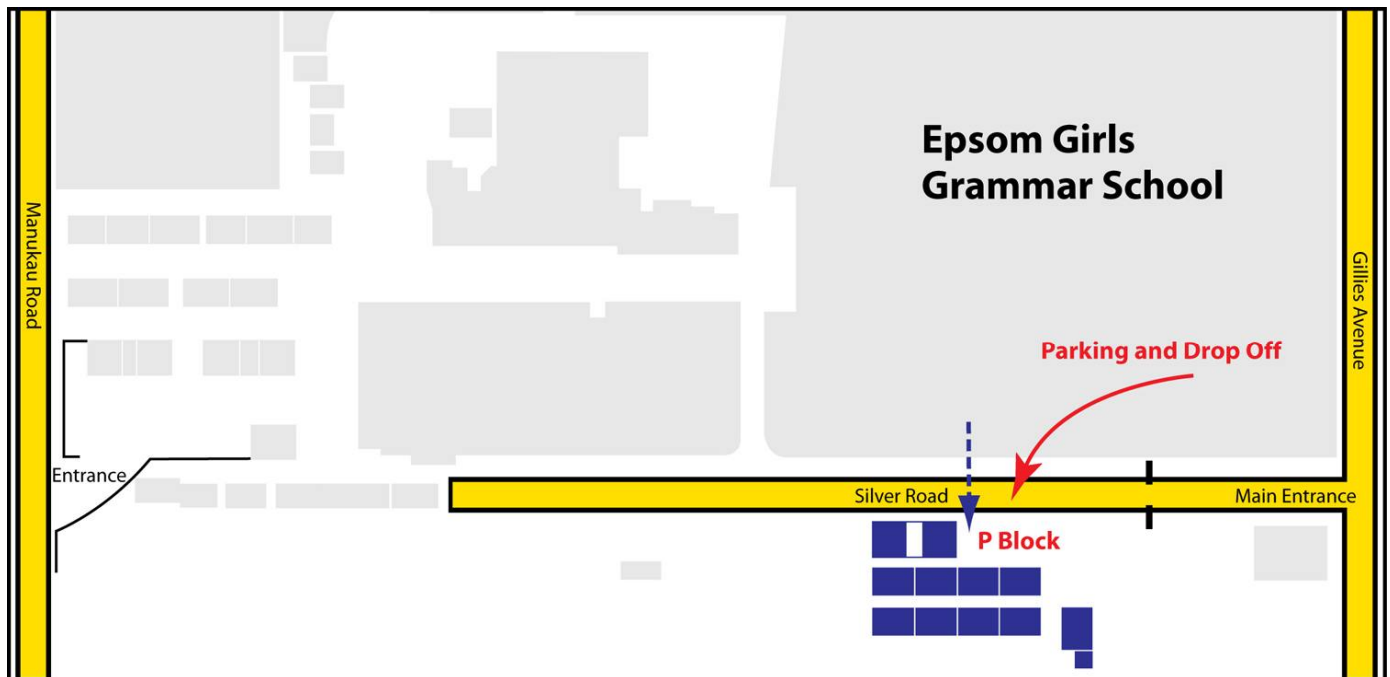 Epsom Girls
Grammar School
Manukau Road
Gillies Avenue
Parking and Drop Off
Entrance
Silver Road
Main Entrance
P Block